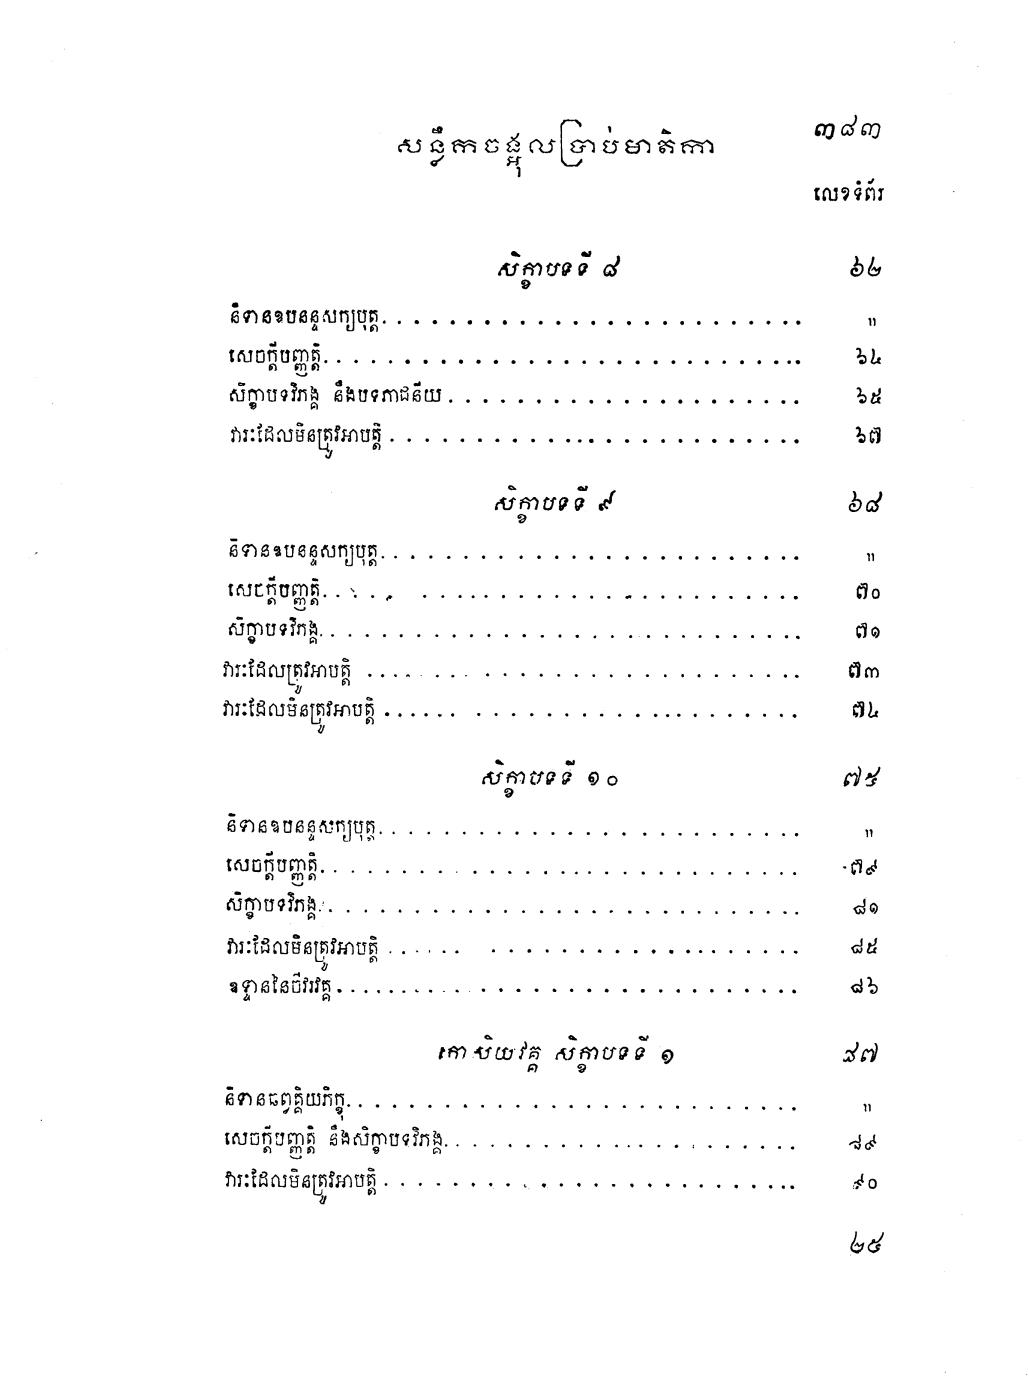 ៣៨៣
សន្លឹកចង្អុលប្រាប់មាតិកា
លេខទំព័រ
សិក្ខាបទទី ៨ ៦២
និទានឧបនន្ទសក្យបុត្ត. . . . . . . . . . . . . . . . . . . . . . . . . "
សេចក្តីបញ្ញត្តិ. . . . . . . . . . . . . . . . . . . . . . . . . . . . ៦៤
សិក្ខាបទវិភង្គ នឹងបទភាជនីយ . . . . . . . . . . . . . . . . . . . . . ៦៥
វារៈដែលមិនត្រូវអាបត្តិ . . . . . . . . . . . . . . . . . . . . . . . . ៦៧
សិក្ខាបទទី ៩ ៦៨
និទានឧបនន្ទសក្យបុត្ត. . . . . . . . . . . . . . . . . . . . . . . . . "
សេចក្តីបញ្ញត្តិ. . . . . . . . . . . . . . . . . . . . . . . . . . . . ៧០
សិក្ខាបទវិភង្គ. . . . . . . . . . . . . . . . . . . . . . . . . . . . ៧១
វារៈដែលត្រូវអាបត្តិ . . . . . . . . . . . . . . . . . . . . . . . . . ៧៣
វារៈដែលមិនត្រូវអាបត្តិ . . . . . . . . . . . . . . . . . . . . . . . . ៧៤
សិក្ខាបទទី ១០ ៧៥
និទានឧបនន្ទសក្យបុត្ត. . . . . . . . . . . . . . . . . . . . . . . . . "
សេចក្តីបញ្ញត្តិ. . . . . . . . . . . . . . . . . . . . . . . . . . . . ៧៩
សិក្ខាបទវិភង្គ. . . . . . . . . . . . . . . . . . . . . . . . . . . . ៨១
វារៈដែលមិនត្រូវអាបត្តិ . . . . . . . . . . . . . . . . . . . . . . . . ៨៥
ឧទ្ទាននៃចីវរវគ្គ . . . . . . . . . . . . . . . . . . . . . . . . . . . ៨៦
កោសិយវគ្គ សិក្ខាបទទី ១ ៨៧
និទានឆព្វគ្គិយភិក្ខុ. . . . . . . . . . . . . . . . . . . . . . . . . . "
សេចក្តីបញ្ញត្តិ នឹងសិក្ខាបទវិភង្គ. . . . . . . . . . . . . . . . . . . . ៨៩
វារៈដែលមិនត្រូវអាបត្តិ . . . . . . . . . . . . . . . . . . . . . . . . ៩០
២៥